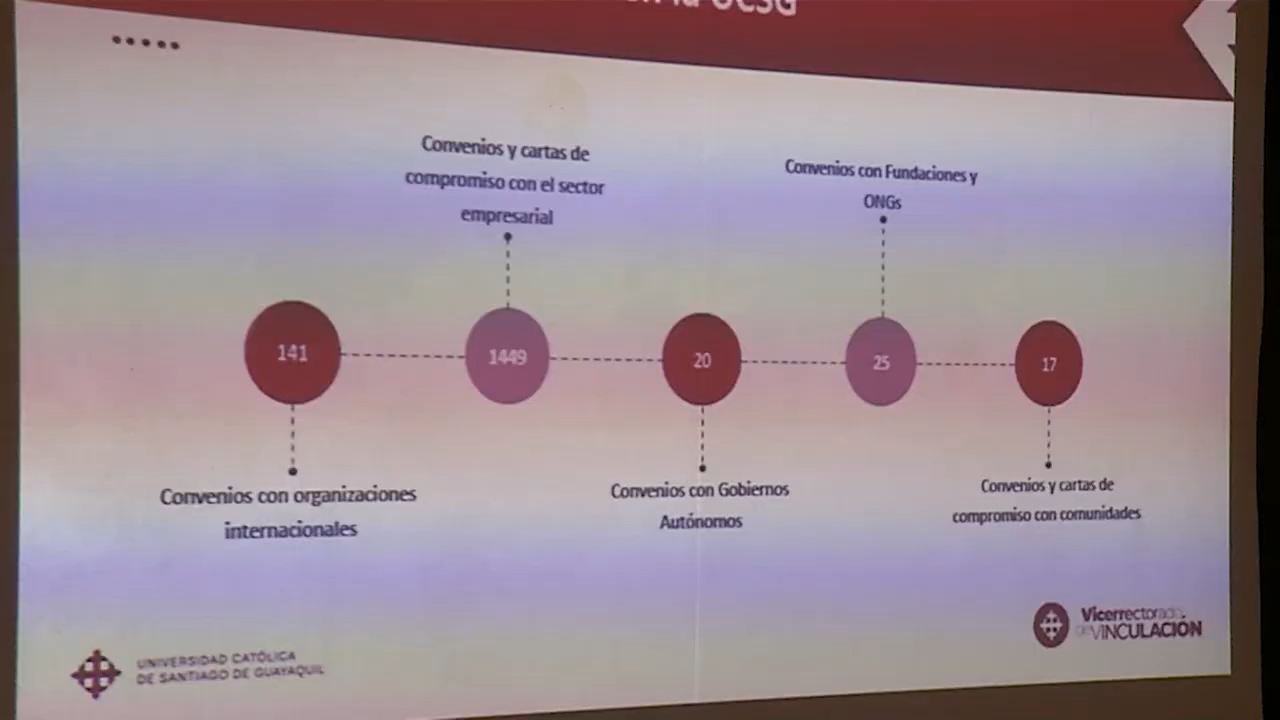 la UCSG
Convenios y cartas de
compromiso con el sector
empresarial
Convenios con Fundaciones y
ONGs
141
1449
20
25
17
Convenios con organizaciones
internacionales
Convenios con Gobiernos
Autónomos
Convenios y cartas de
compromiso con comunidades
UNIVERSIDAD CATÓLICA
DE SANTIAGO DE GUAYAQUIL
Vicerrectorado
de VINCULACIÓN